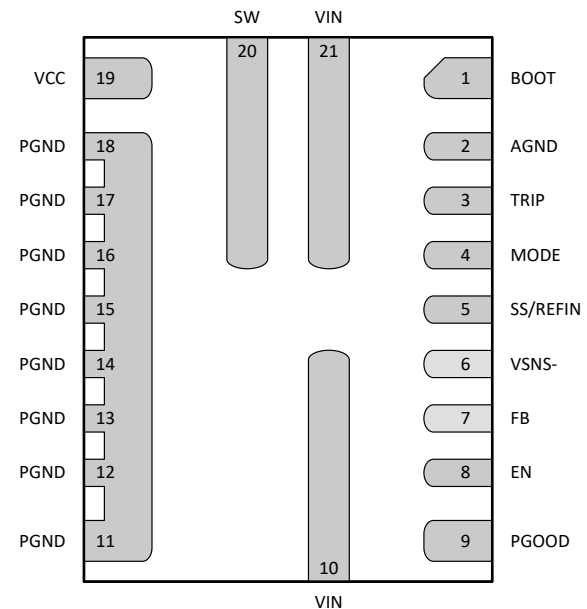 SW VIN
20 21
VCC 19 1 BOOT
PGND 18 2 AGND
PGND 17 3 TRIP
PGND 16 4 MODE
PGND 15 5 SS/REFIN
PGND 14 6 VSNS-
PGND 13 7 FB
PGND 12 8 EN
PGND 11 9 PGOOD
10
VIN